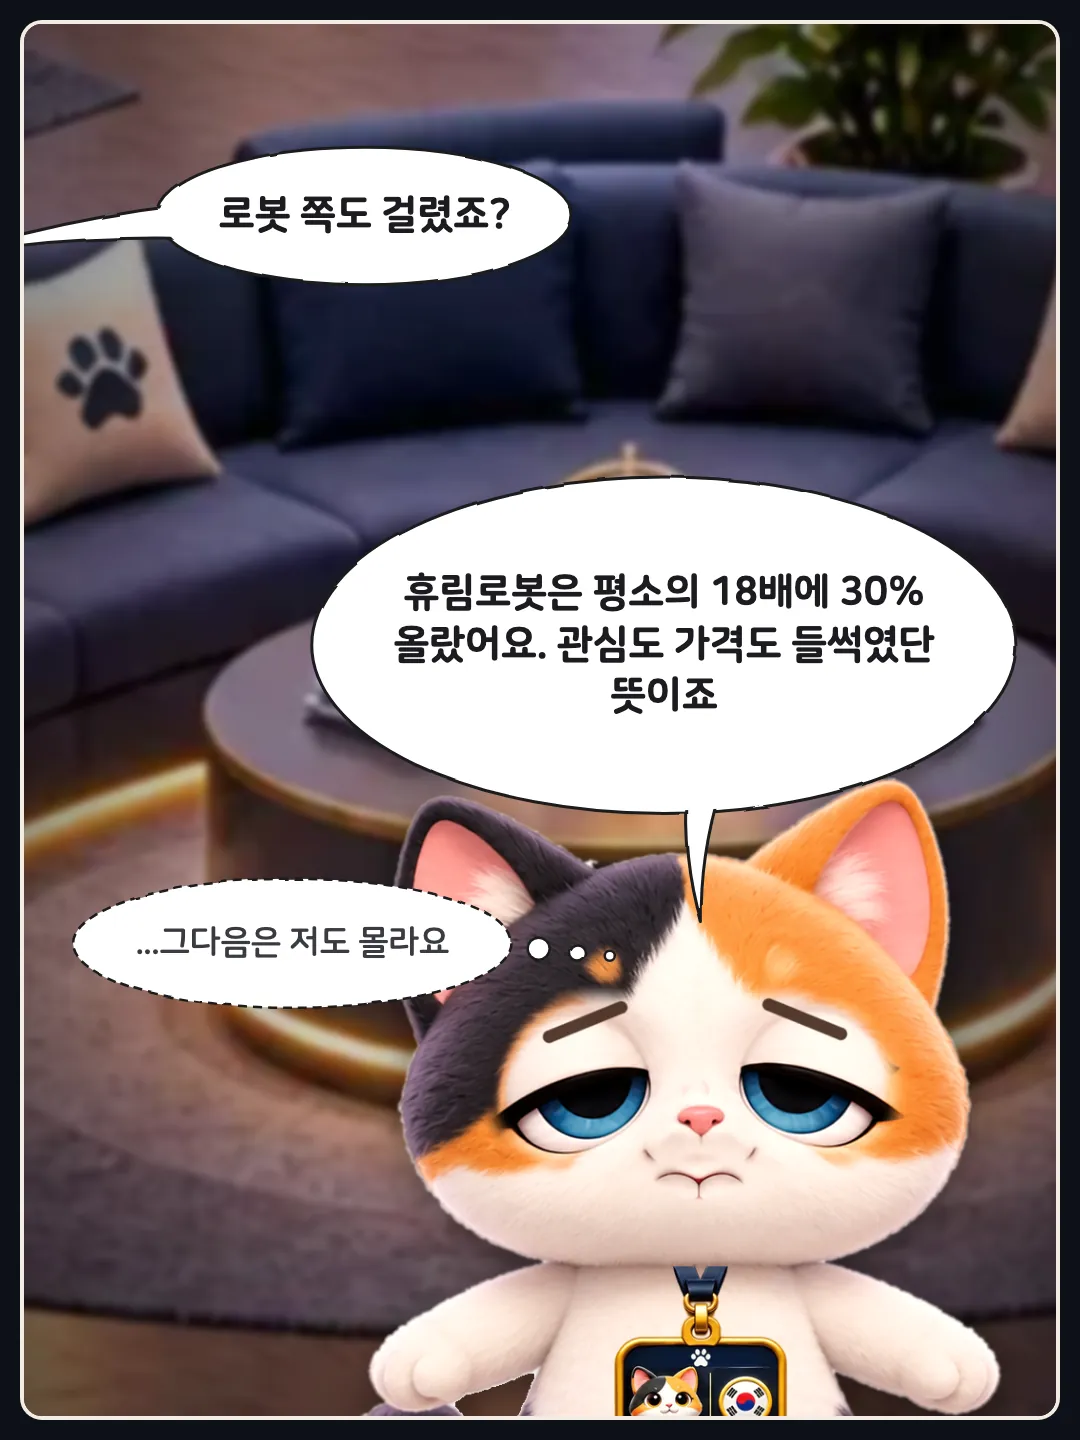 로봇 쪽도 걸렸죠?
휴림로봇은 평소의 18배에 30%
올랐어요. 관심도 가격도 들썩였단
뜻이죠
...그다음은 저도 몰라요